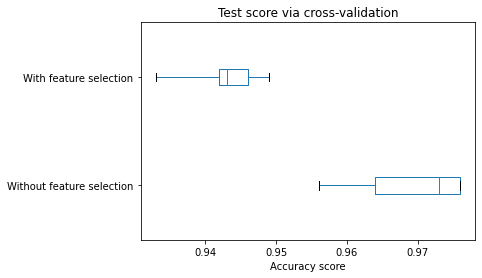 Test score via cross-validation
With feature selection
Without feature selection
0.94 0.95 0.96 0.97
Accuracy score